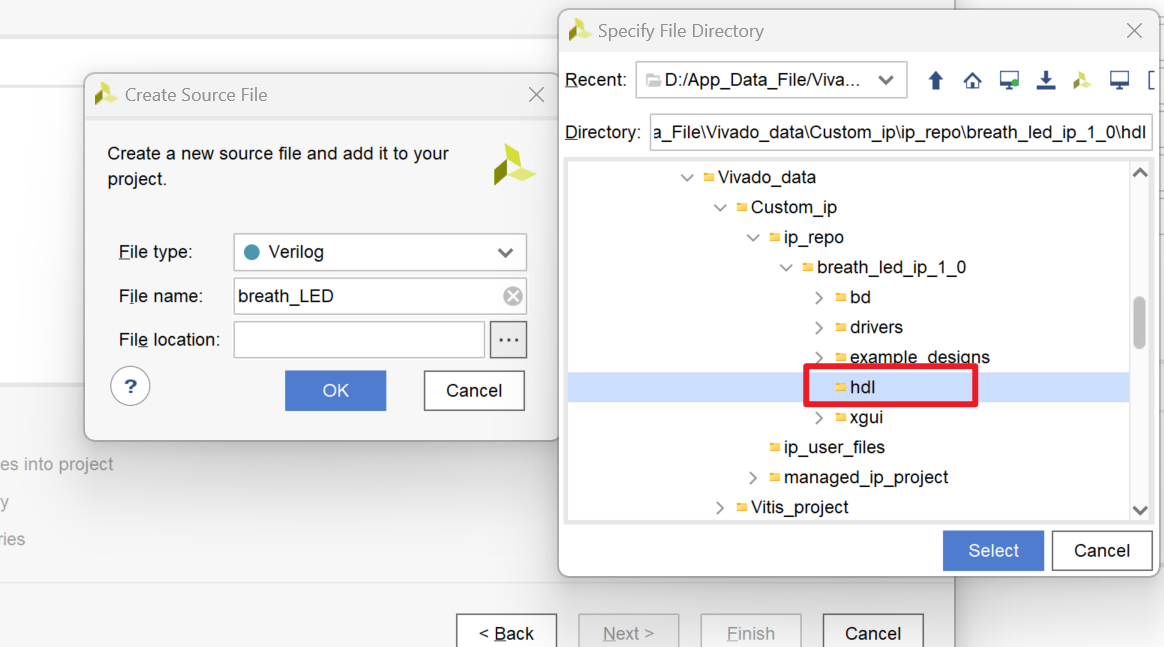 Create Source File
Create a new source file and add it to your
project.
File type:
Verilog
File name:
breath_LED
File location:
...
?
OK
Cancel
es into project
y
ries
< Back
Next >
Finish
Cancel
Specify File Directory
Recent:
D:/App_Data_File/Viva...
Directory:
a_File\Vivado_data\Custom_ip\ip_repo\breath_led_ip_1_0\hdl
Vivado_data
Custom_ip
ip_repo
breath_led_ip_1_0
bd
drivers
example_designs
hdl
xgui
ip_user_files
managed_ip_project
Vitis_project
Select
Cancel